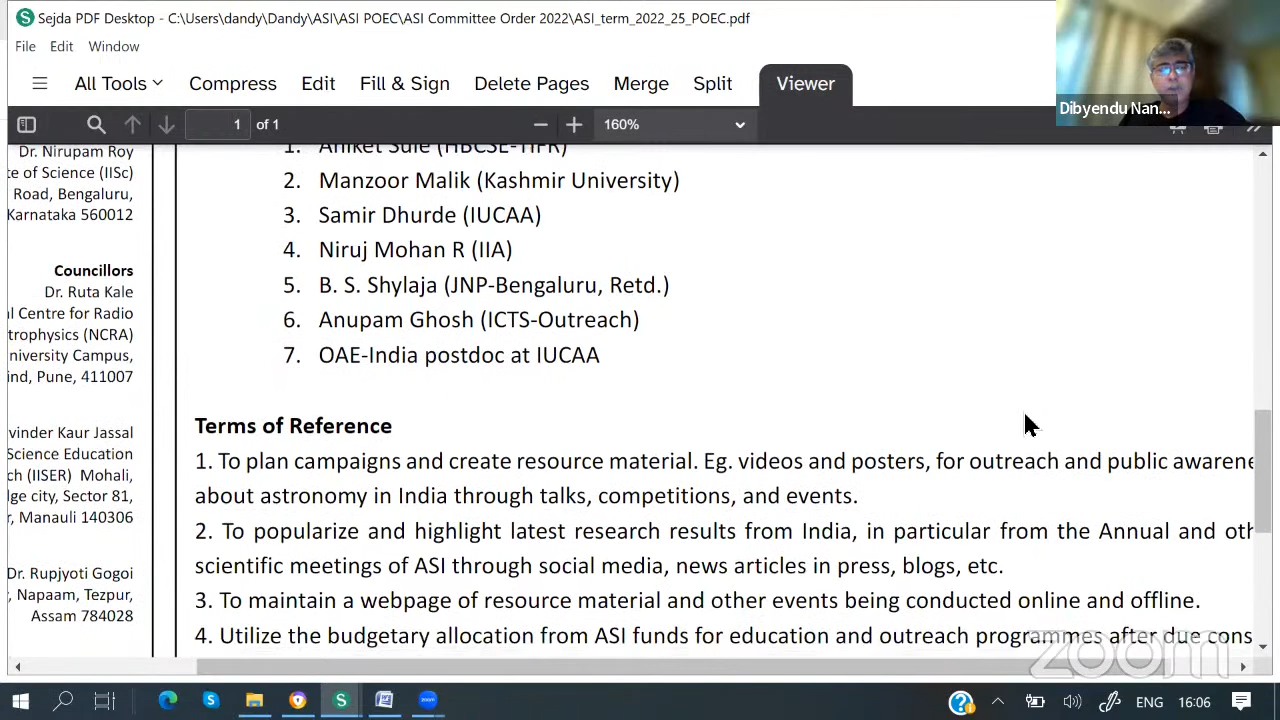 Sejda PDF Desktop - C:\Users\dandy\Dandy\ASI\ASI POEC\ASI Committee Order 2022\ASI_term_2022_25_POEC.pdf
File Edit Window
All Tools Compress Edit Fill & Sign Delete Pages Merge Split Viewer
Dibyendu Nan...
1 of 1 160%
Dr. Nirupam Roy
te of Science (IISc)
Road, Bengaluru,
Karnataka 560012
Councillors
Dr. Ruta Kale
l Centre for Radio
trophysics (NCRA)
niversity Campus,
ind, Pune, 411007
vinder Kaur Jassal
Science Education
ch (IISER) Mohali,
lge city, Sector 81,
r, Manauli 140306
Dr. Rupjyoti Gogoi
, Napaam, Tezpur,
Assam 784028
1. Aniket Sule (HBCSE-TIFR)
2. Manzoor Malik (Kashmir University)
3. Samir Dhurde (IUCAA)
4. Niruj Mohan R (IIA)
5. B. S. Shylaja (JNP-Bengaluru, Retd.)
6. Anupam Ghosh (ICTS-Outreach)
7. OAE-India postdoc at IUCAA
Terms of Reference
1. To plan campaigns and create resource material. Eg. videos and posters, for outreach and public awarene
about astronomy in India through talks, competitions, and events.
2. To popularize and highlight latest research results from India, in particular from the Annual and oth
scientific meetings of ASI through social media, news articles in press, blogs, etc.
3. To maintain a webpage of resource material and other events being conducted online and offline.
4. Utilize the budgetary allocation from ASI funds for education and outreach programmes after due cons
zoom
ENG 16:06